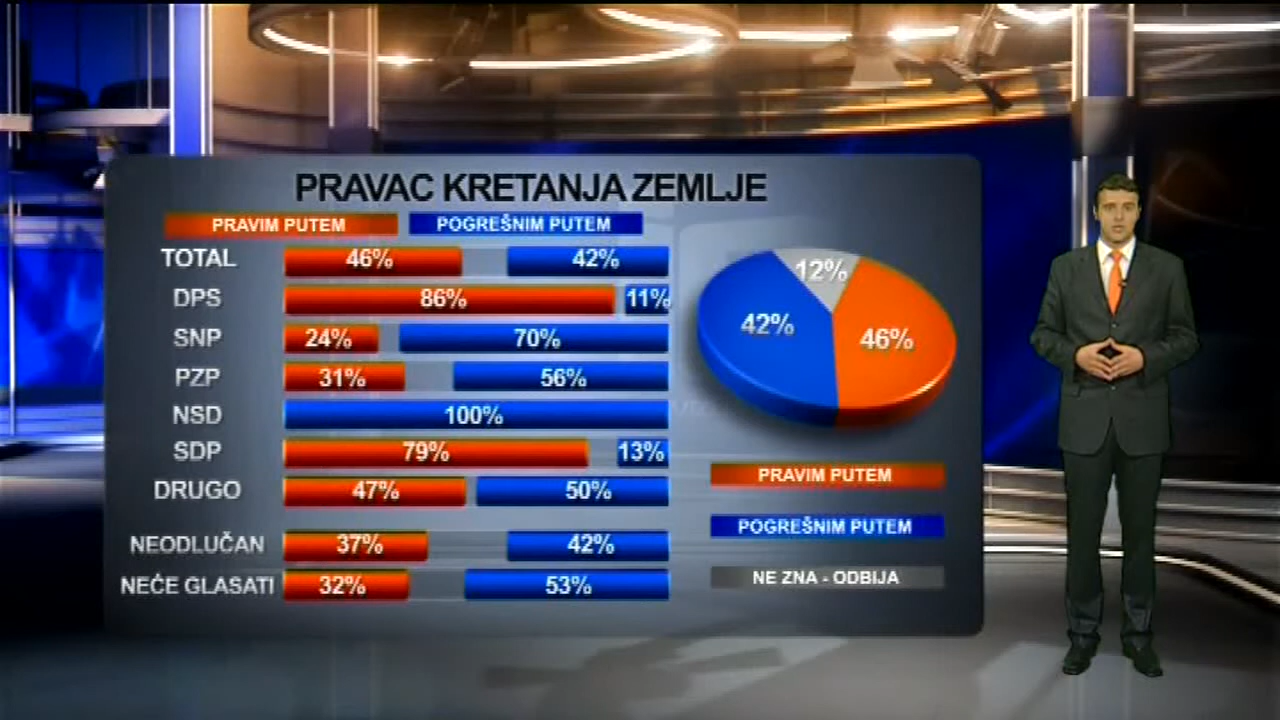 PRAVAC KRETANJA ZEMLJE
PRAVIM PUTEM POGREŠNIM PUTEM
TOTAL 46% 42%
DPS 86% 11%
SNP 24% 70%
PZP 31% 56%
NSD 100%
SDP 79% 13%
DRUGO 47% 50%
NEODLUČAN 37% 42%
NEĆE GLASATI 32% 53%
12%
42%
46%
PRAVIM PUTEM
POGREŠNIM PUTEM
NE ZNA - ODBIJA